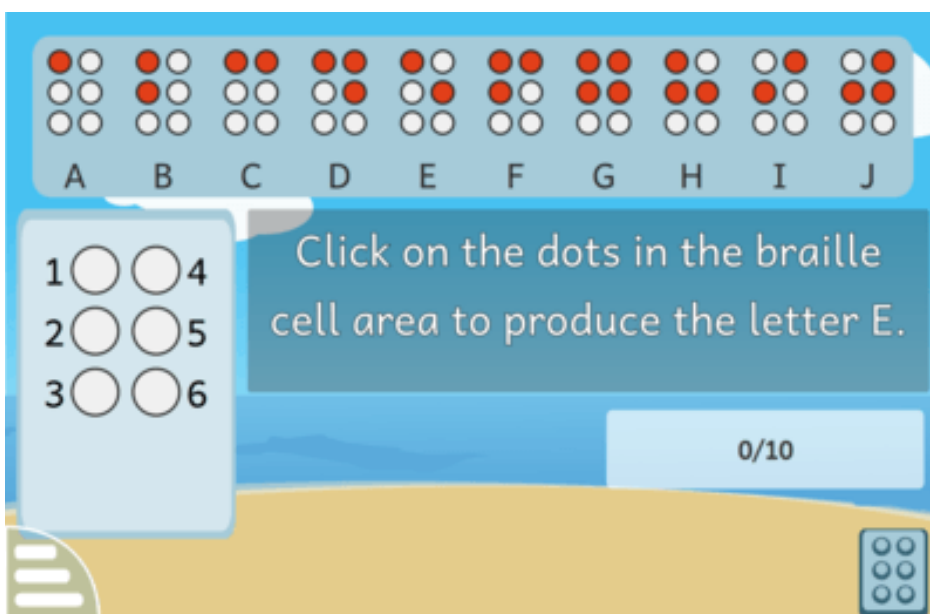 A B C D E F G H I J
1 4
2 5
3 6
Click on the dots in the braille
cell area to produce the letter E.
0/10